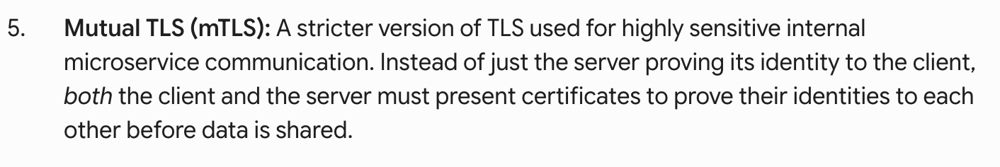 5. Mutual TLS (mTLS): A stricter version of TLS used for highly sensitive internal
microservice communication. Instead of just the server proving its identity to the client,
both the client and the server must present certificates to prove their identities to each
other before data is shared.